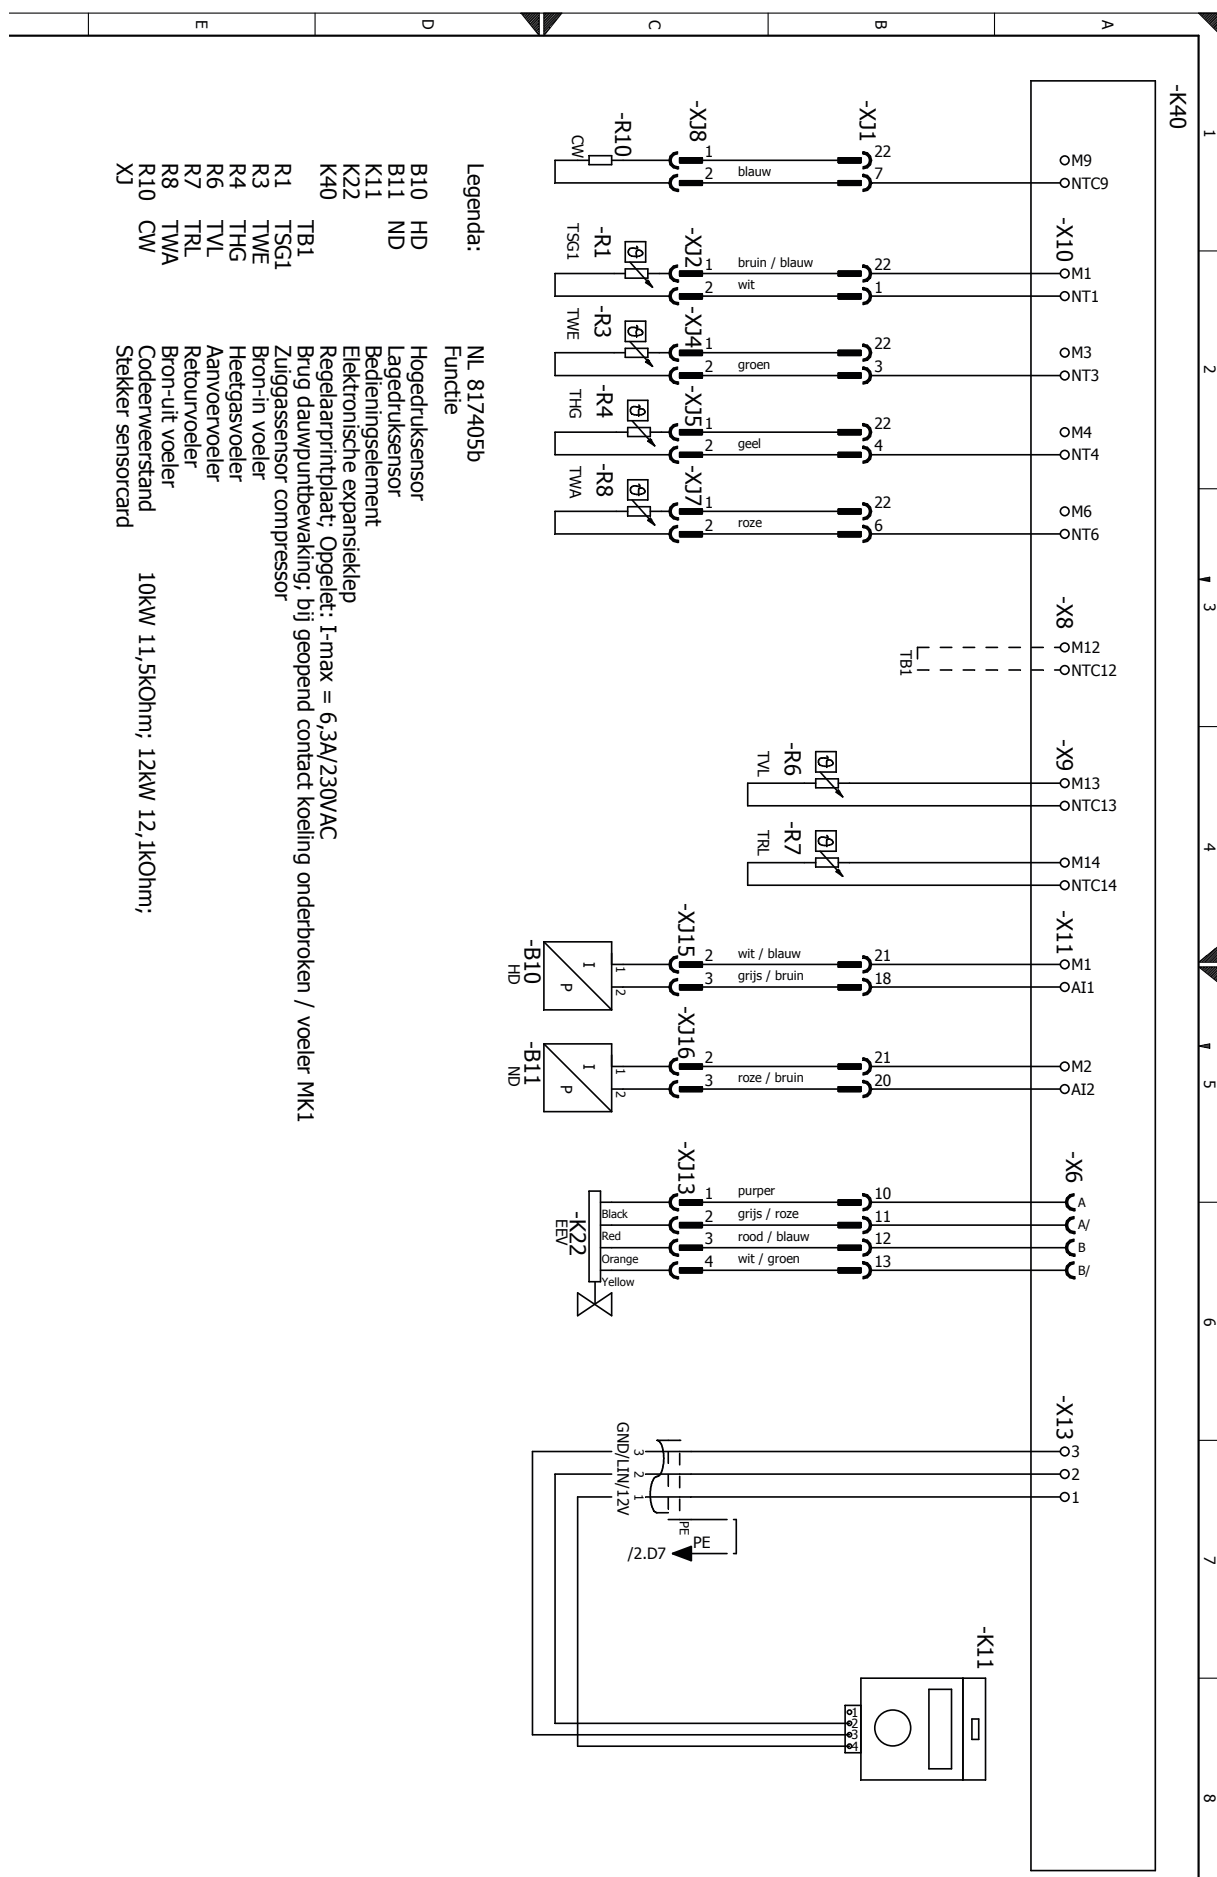 1 2 3 4 5 6 7 8
A
B
C
D
E
-K40
M9
NTC9
-X10
M1
NT1
M3
NT3
M4
NT4
M6
NT6
-X8
M12
NTC12
-X9
M13
NTC13
M14
NTC14
-X11
M1
AI1
M2
AI2
-X6
A
A/
B
B/
-X13
3
2
1
-XJ1
22
7
22
1
22
3
22
4
22
6
TB1
21
18
21
20
10
11
12
13
blauw
bruin / blauw
wit
groen
geel
roze
wit / blauw
grijs / bruin
roze / bruin
purper
grijs / roze
rood / blauw
wit / groen
-XJ8
1
2
-XJ2
1
2
-XJ4
1
2
-XJ5
1
2
-XJ7
1
2
-R6
TVL
ϑ
-R7
TRL
ϑ
-XJ15
2
3
-XJ16
2
3
-XJ13
1
2
3
4
-R10
CW
-R1
TSG1
ϑ
-R3
TWE
ϑ
-R4
THG
ϑ
-R8
TWA
ϑ
-B10
HD
I
P
1
2
-B11
ND
I
P
1
2
-K22
EEV
Black
Red
Orange
Yellow
GND/LIN/12V
3
2
1
PE
PE
/2.D7
-K11
1
2
3
4
Legenda:
NL 817405b
Functie
B10 HD Hogedruksensor
B11 ND Lagedruksensor
K11 Bedieningselement
K22 Elektronische expansieklep
K40 Regelaarprintplaat; Opgelet: I-max = 6,3A/230VAC
TB1 Brug dauwpuntbewaking; bij geopend contact koeling onderbroken / voeler MK1
R1 TSG1 Zuiggassensor compressor
R3 TWE Bron-in voeler
R4 THG Heetgasvoeler
R6 TVL Aanvoervoeler
R7 TRL Retourvoeler
R8 TWA Bron-uit voeler
R10 CW Codeerweerstand 10kW 11,5kOhm; 12kW 12,1kOhm;
XJ Stekker sensorcard